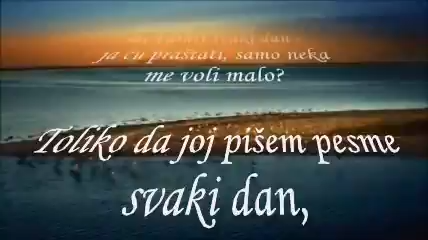 ja ću praštati, samo neka
me voli malo?
Toliko da joj pišem pesme
svaki dan,